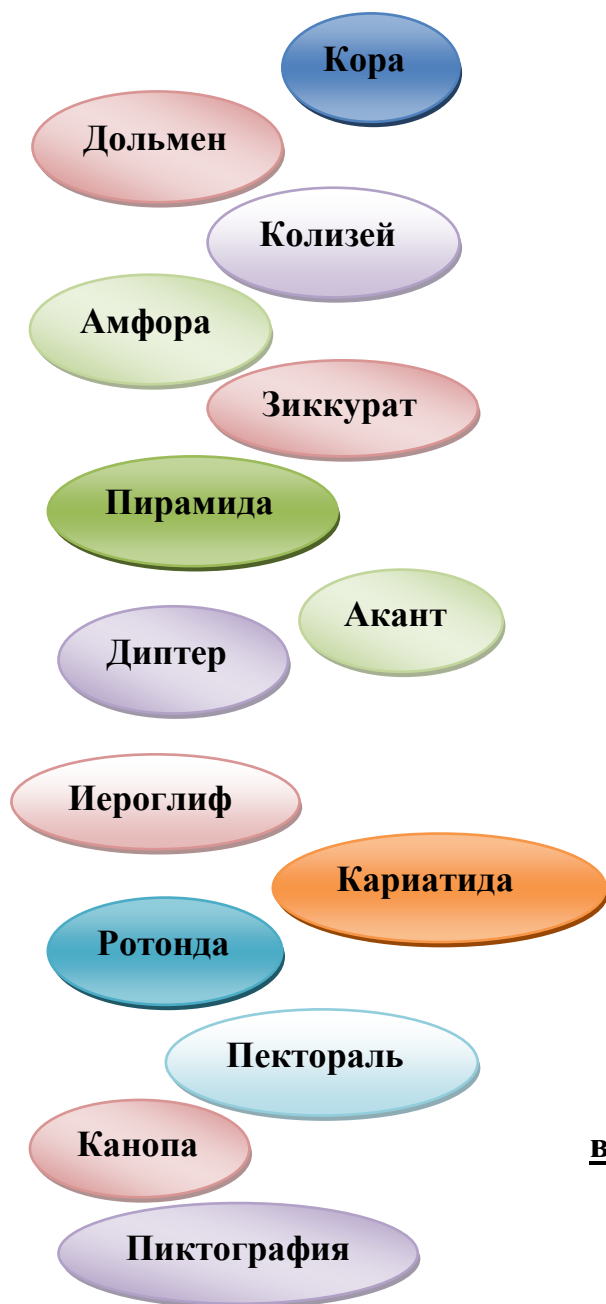 Кора
Дольмен
Колизей
Амфора
Зиккурат
Пирамида
Акант
Диптер
Иероглиф
Кариатида
Ротонда
Пектораль
Канопа
в
Пиктография